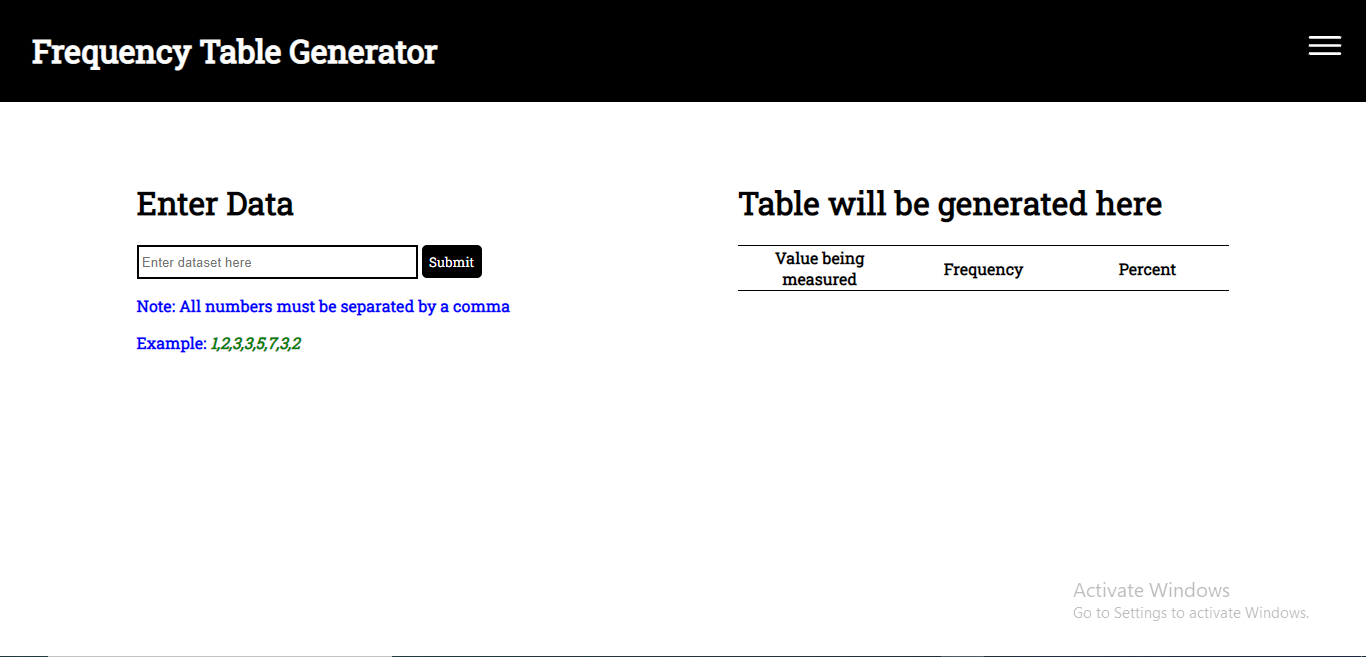 Frequency Table Generator
Enter Data
Enter dataset here
Submit
Note: All numbers must be separated by a comma
Example: 1,2,3,3,5,7,3,2
Table will be generated here
Value being
measured
Frequency
Percent
Activate Windows
Go to Settings to activate Windows.